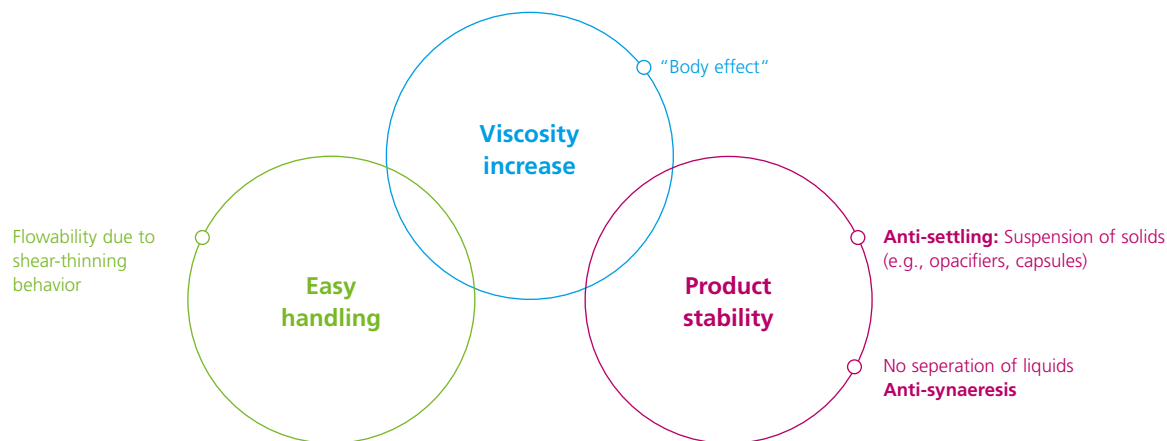 “Body effect“
Viscosity
increase
Flowability due to
shear-thinning
behavior
Easy
handling
Product
stability
Anti-settling: Suspension of solids
(e.g., opacifiers, capsules)
No seperation of liquids
Anti-synaeresis